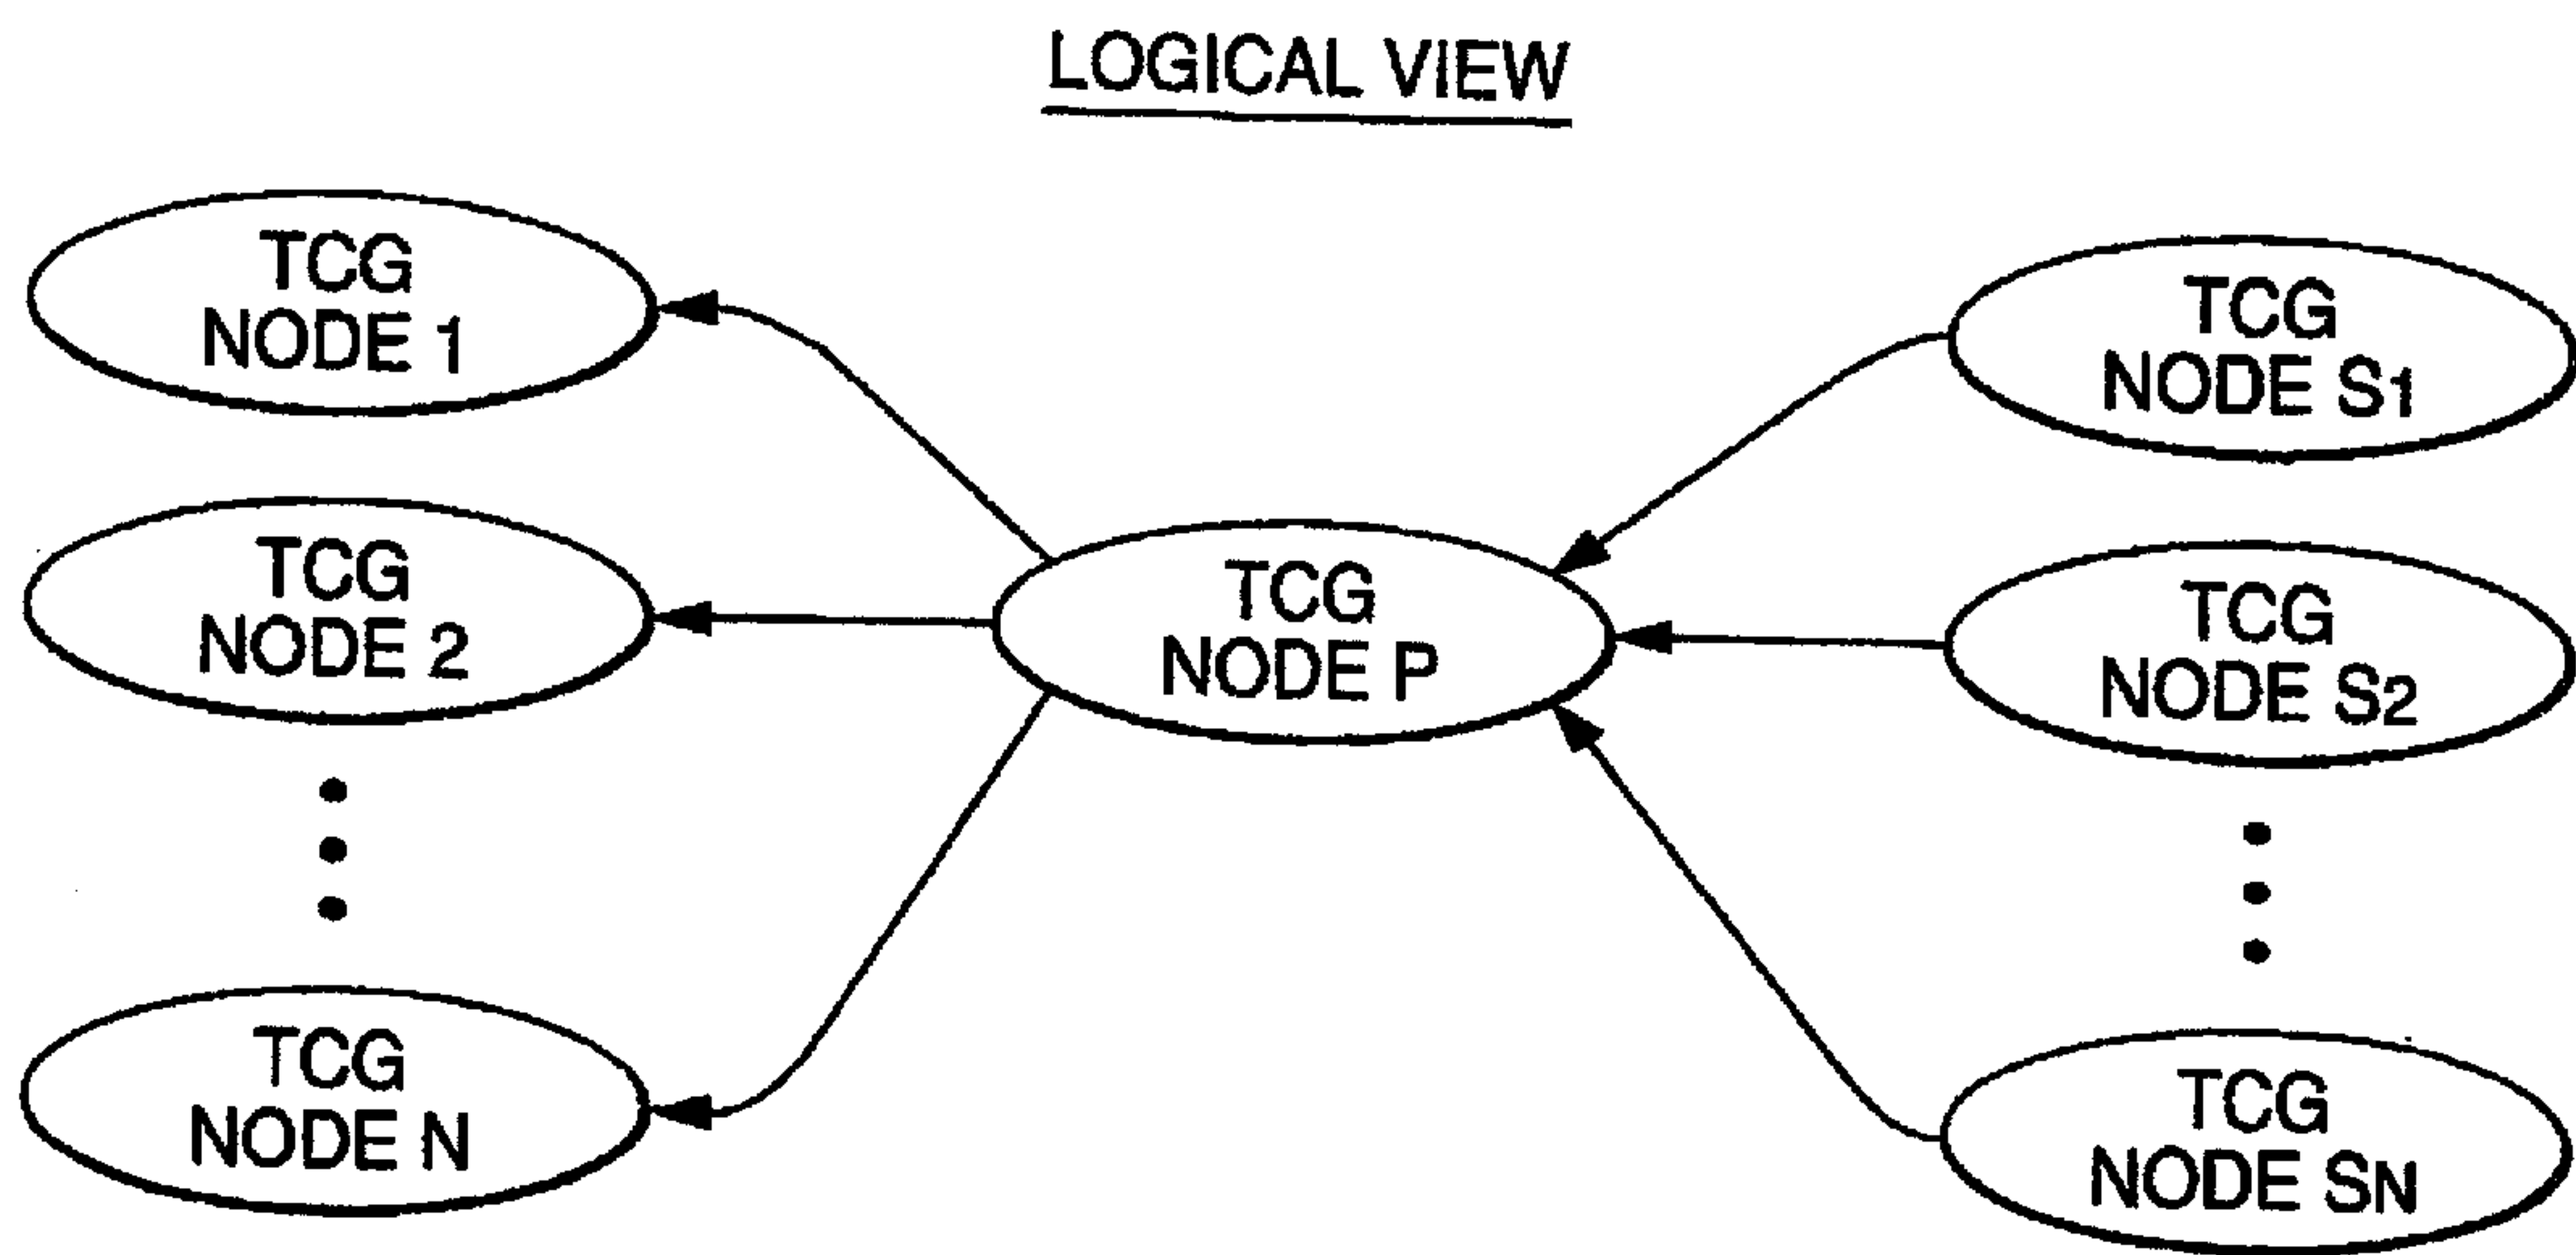 LOGICAL VIEW
TCG
NODE 1
TCG
NODE 2
TCG
NODE N
TCG
NODE P
TCG
NODE S1
TCG
NODE S2
TCG
NODE SN